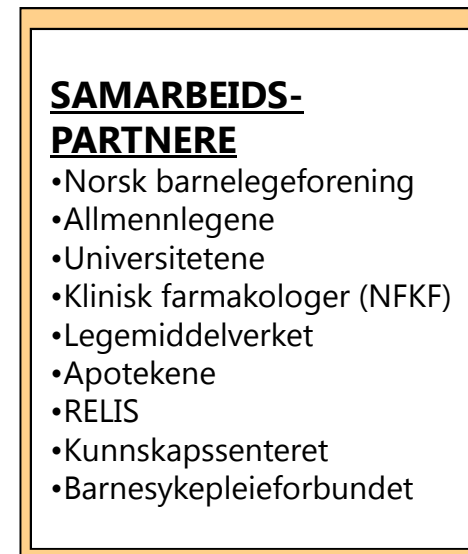 SAMARBEIDS-
PARTNERE
•Norsk barnelegeforening
•Allmennlegene
•Universitetene
•Klinisk farmakologer (NFKF)
•Legemiddelverket
•Apotekene
•RELIS
•Kunnskapssenteret
•Barnesykepleieforbundet